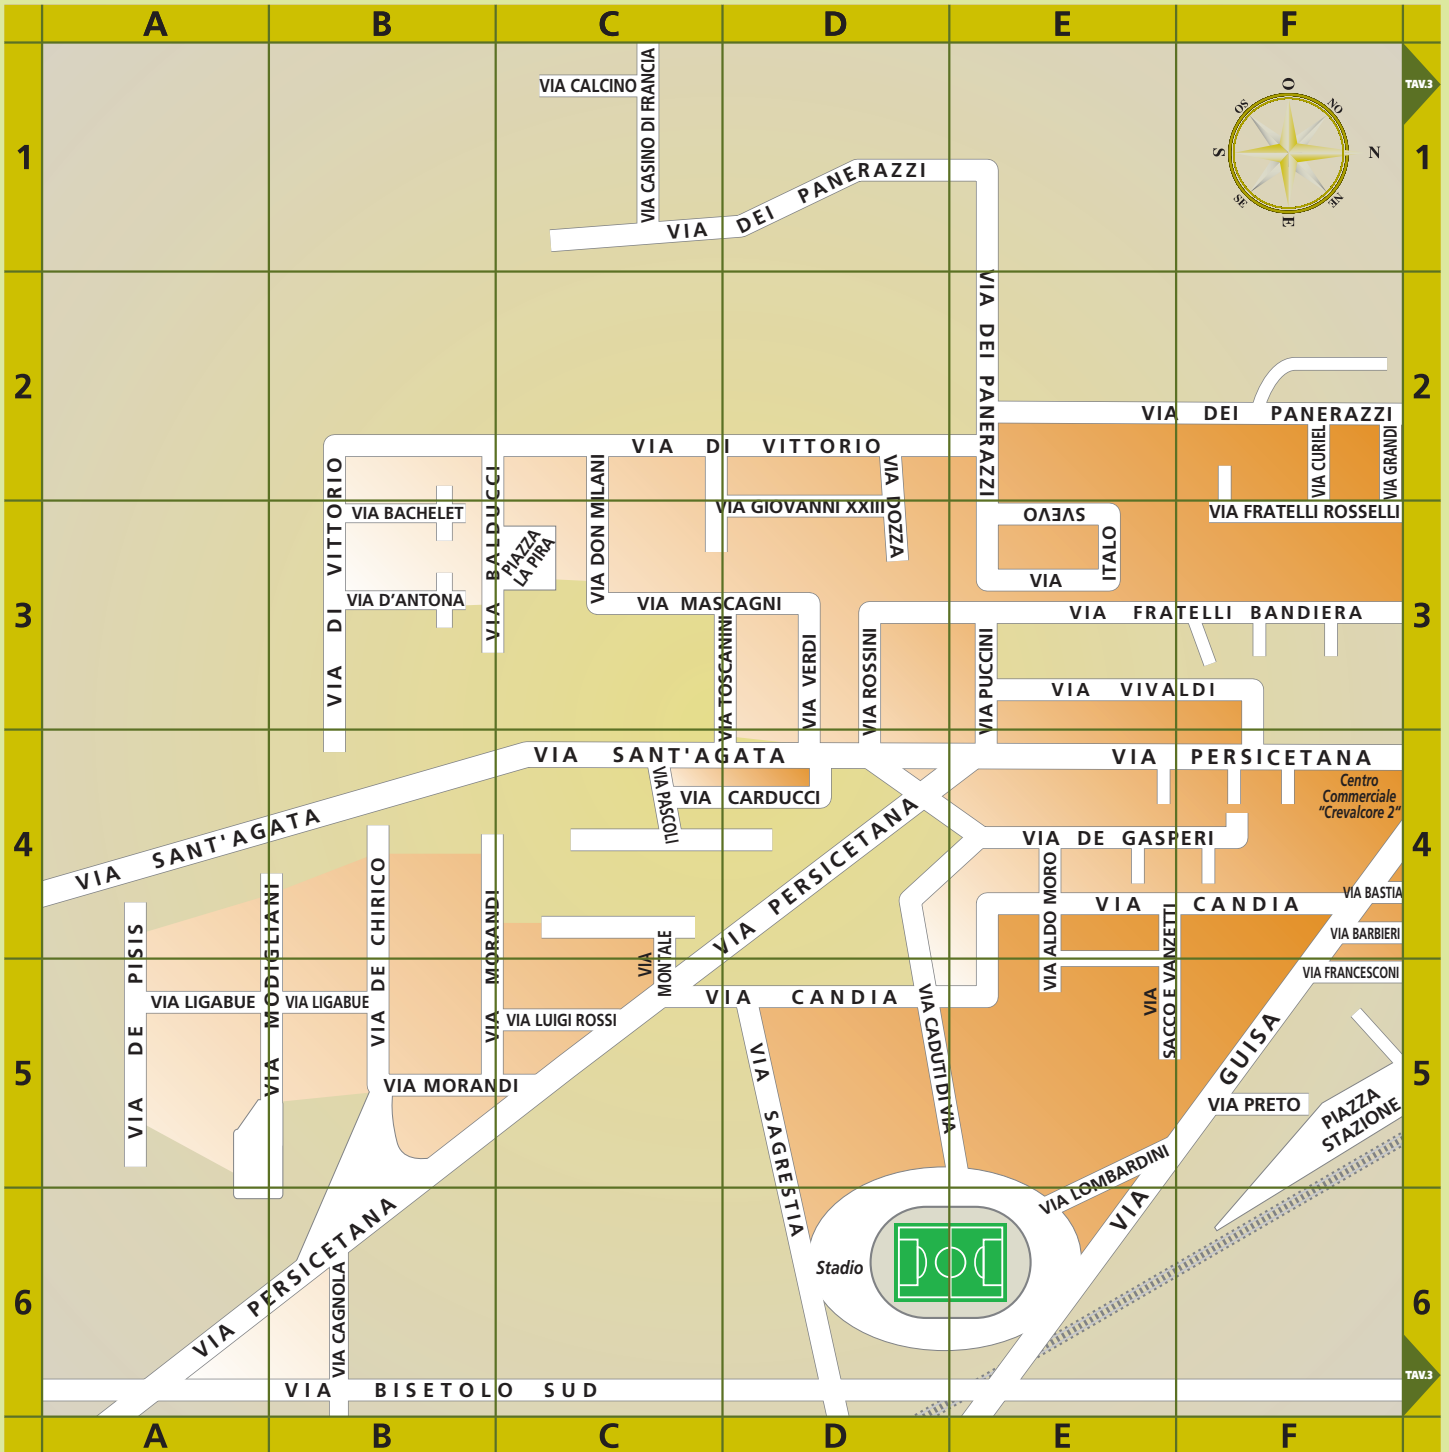 A B C D E F
1
TAV.3
VIA CALCINO
VIA CASINO DI FRANCIA
O
SO
NO
S
N
SE
NE
E
1
VIA DEI PANERAZZI
VIA DEI PANERAZZI
2
2
VIA DEI PANERAZZI
VIA CURIEL
VIA GRANDI
VIA DI VITTORIO
VIA DI VITTORIO
VIA BALDUCCI
VIA DON MILANI
VIA DOZZA
VIA GIOVANNI XXIII
VIA BACHELET
PIAZZA
LA PIRA
SVEVO
ITALO
VIA
VIA FRATELLI ROSSELLI
VIA D'ANTONA
VIA MASCAGNI
3
3
VIA FRATELLI BANDIERA
VIA TOSCANINI
VIA VERDI
VIA ROSSINI
VIA PUCCINI
VIA VIVALDI
VIA SANT'AGATA
VIA PERSICETANA
VIA PASCOLI
VIA CARDUCCI
Centro
Commerciale
“Crevalcore 2”
VIA SANT'AGATA
4
4
VIA DE GASPERI
VIA PERSICETANA
VIA ALDO MORO
VIA BASTIA
VIA CANDIA
VIA BARBIERI
VIA FRANCESCONI
VIA DE PISIS
VIA MODIGLIANI
VIA DE CHIRICO
VIA MORANDI
VIA
MONTALE
VIA
SACCO E VANZETTI
VIA LIGABUE
VIA LIGABUE
VIA LUIGI ROSSI
VIA CANDIA
VIA CADUTI DI VIA
VIA GUISA
5
5
VIA MORANDI
VIA SAGRESTIA
VIA PRETO
PIAZZA
STAZIONE
VIA LOMBARDINI
VIA PERSICETANA
Stadio
6
6
VIA CAGNOLA
VIA BISETOLO SUD
TAV.3
A B C D E F